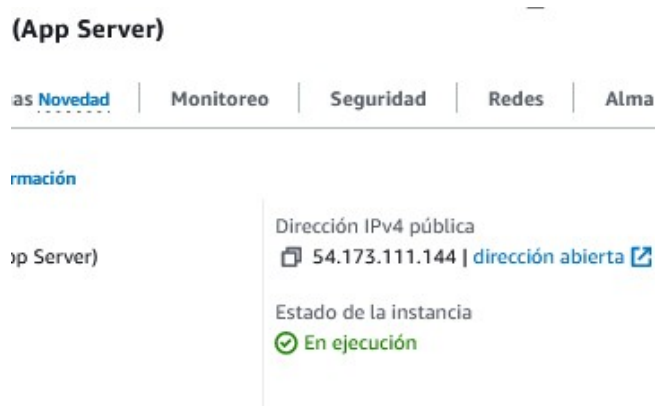 (App Server)
as Novedad Monitoreo Seguridad Redes Alma
rmación
Dirección IPv4 pública
op Server) 54.173.111.144 | dirección abierta
Estado de la instancia
En ejecución